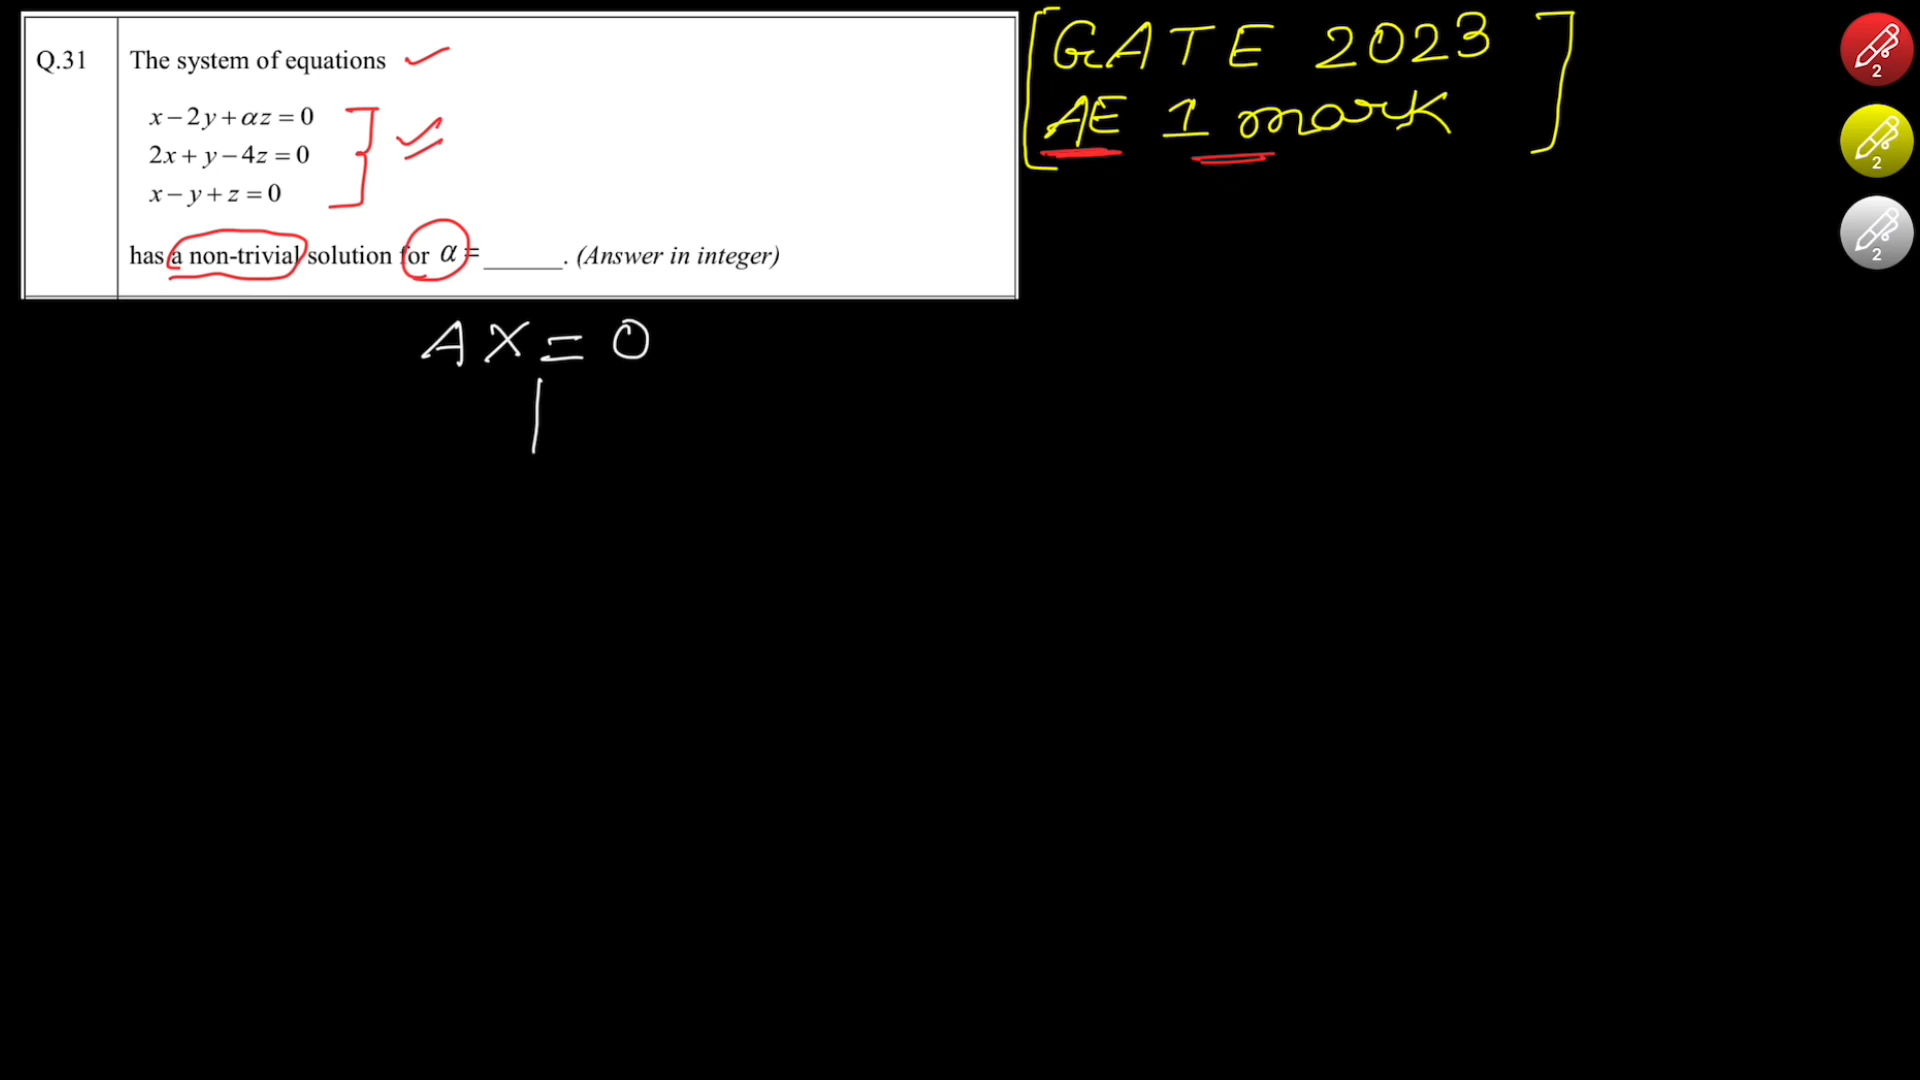 Q.31 The system of equations
x − 2y + αz = 0
2x + y − 4z = 0
x − y + z = 0
has a non-trivial solution for α = ______. (Answer in integer)
[GATE 2023
AE 1 mark]
AX = 0
2
2
2